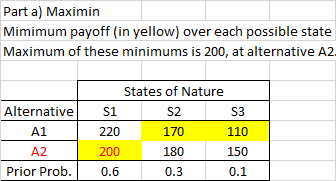 Part a) Maximin
Mimimum payoff (in yellow) over each possible state
Maximum of these minimums is 200, at alternative A2.
States of Nature
Alternative S1 S2 S3
A1 220 170 110
A2 200 180 150
Prior Prob. 0.6 0.3 0.1